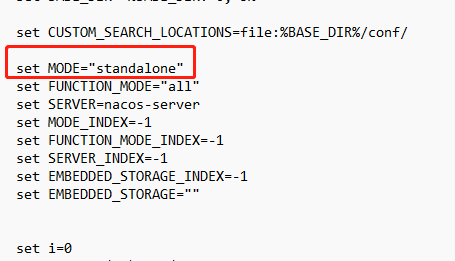 set CUSTOM_SEARCH_LOCATIONS=file:%BASE_DIR%/conf/
set MODE="standalone"
set FUNCTION_MODE="all"
set SERVER=nacos-server
set MODE_INDEX=-1
set FUNCTION_MODE_INDEX=-1
set SERVER_INDEX=-1
set EMBEDDED_STORAGE_INDEX=-1
set EMBEDDED_STORAGE=""
set i=0